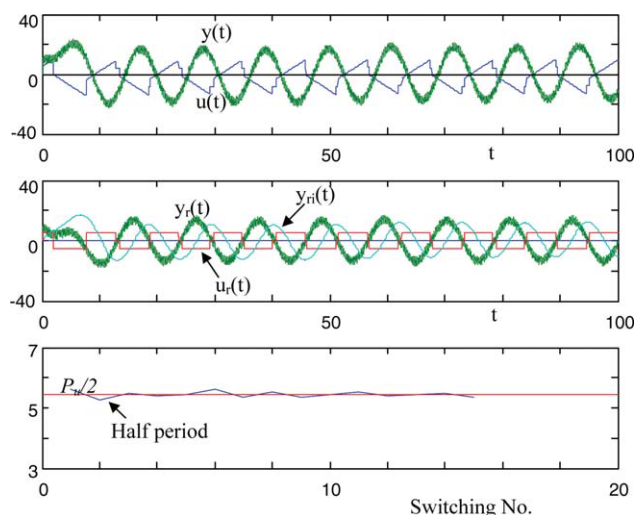 40
y(t)
0
u(t)
-40
0
50
t
100
40
y_r(t)
y_ri(t)
0
u_r(t)
-40
0
50
t
100
7
P_u/2
5
Half period
3
0
10
20
Switching No.